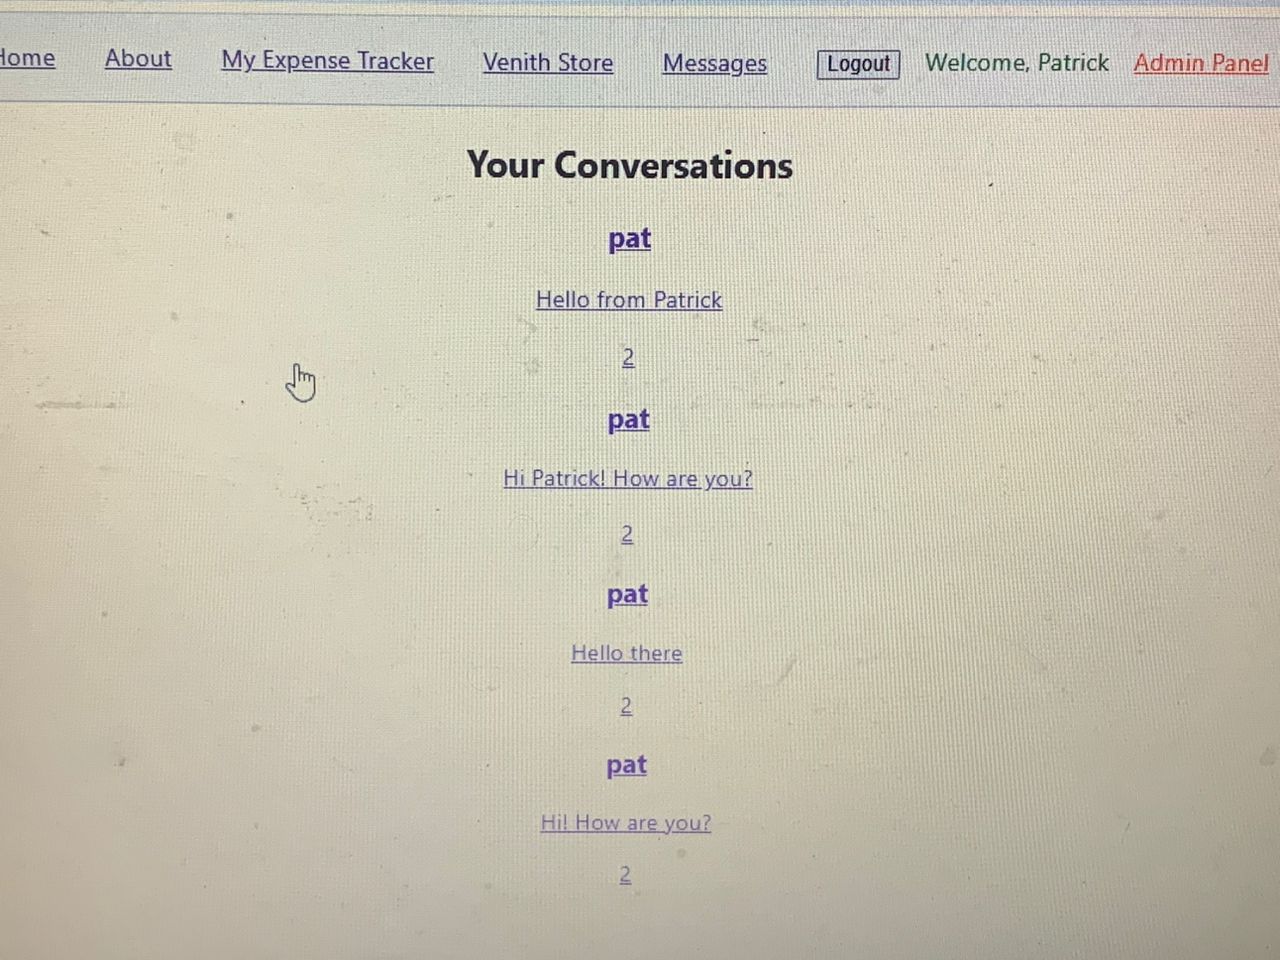 About My Expense Tracker Venith Store Messages Logout Welcome, Patrick Admin Panel
Your Conversations
pat
Hello from Patrick
2
pat
Hi Patrick! How are you?
2
pat
Hello there
2
pat
Hi! How are you?
2